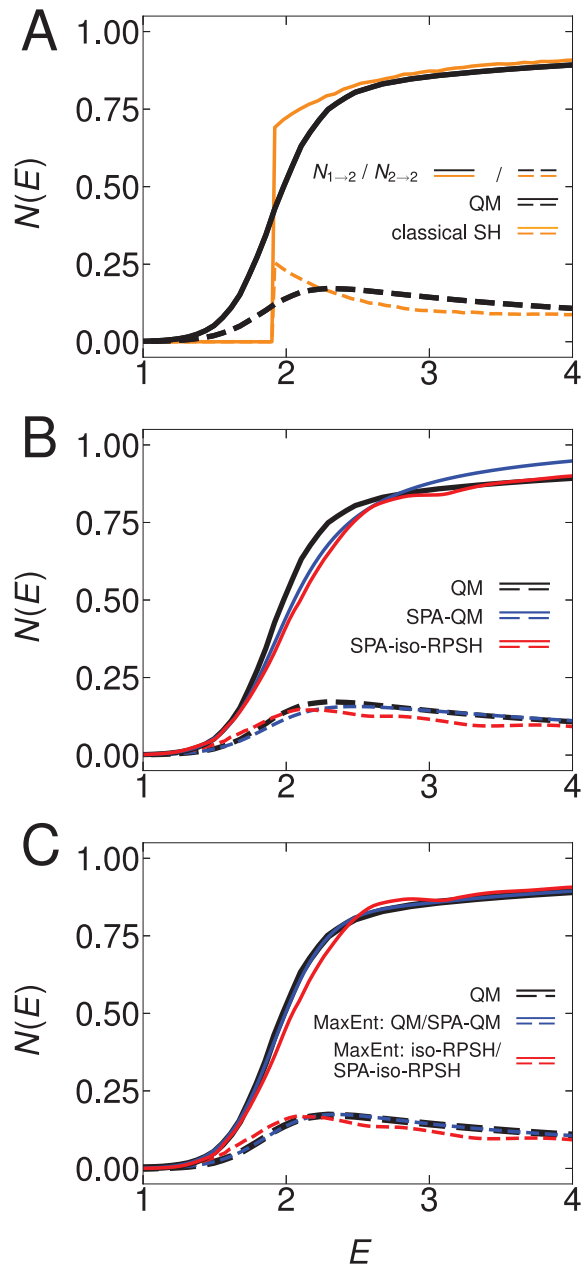 A
1.00
0.75
0.50
0.25
0.00
N(E)
N1→2 / N2→2 /
QM
classical SH
1 2 3 4
B
1.00
0.75
0.50
0.25
0.00
N(E)
QM
SPA-QM
SPA-iso-RPSH
1 2 3 4
C
1.00
0.75
0.50
0.25
0.00
N(E)
QM
MaxEnt: QM/SPA-QM
MaxEnt: iso-RPSH/
SPA-iso-RPSH
1 2 3 4
E